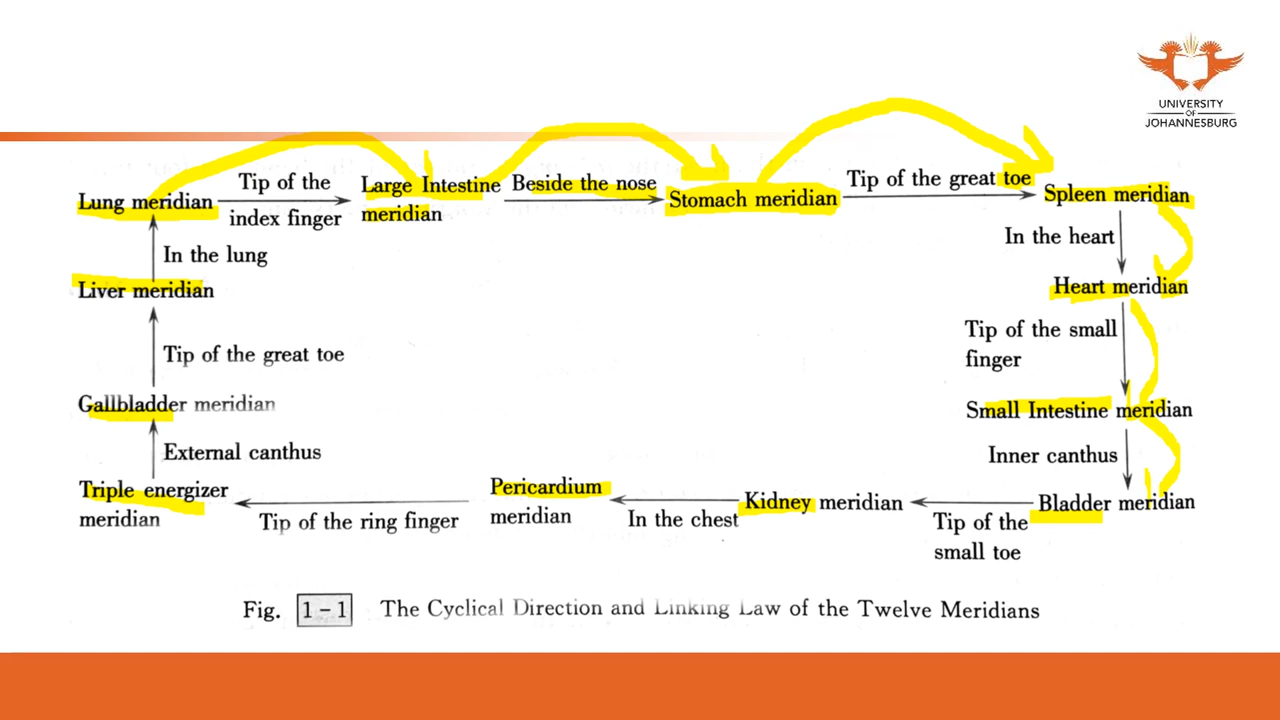 UNIVERSITY
OF
JOHANNESBURG
Lung meridian
Tip of the
index finger
Large Intestine
meridian
Beside the nose
Stomach meridian
Tip of the great toe
Spleen meridian
In the heart
Heart meridian
Tip of the small
finger
Small Intestine meridian
Inner canthus
Bladder meridian
Tip of the
small toe
Kidney meridian
In the chest
Pericardium
meridian
Tip of the ring finger
Triple energizer
meridian
External canthus
Gallbladder meridian
Tip of the great toe
Liver meridian
In the lung
Fig. 1-1 The Cyclical Direction and Linking Law of the Twelve Meridians